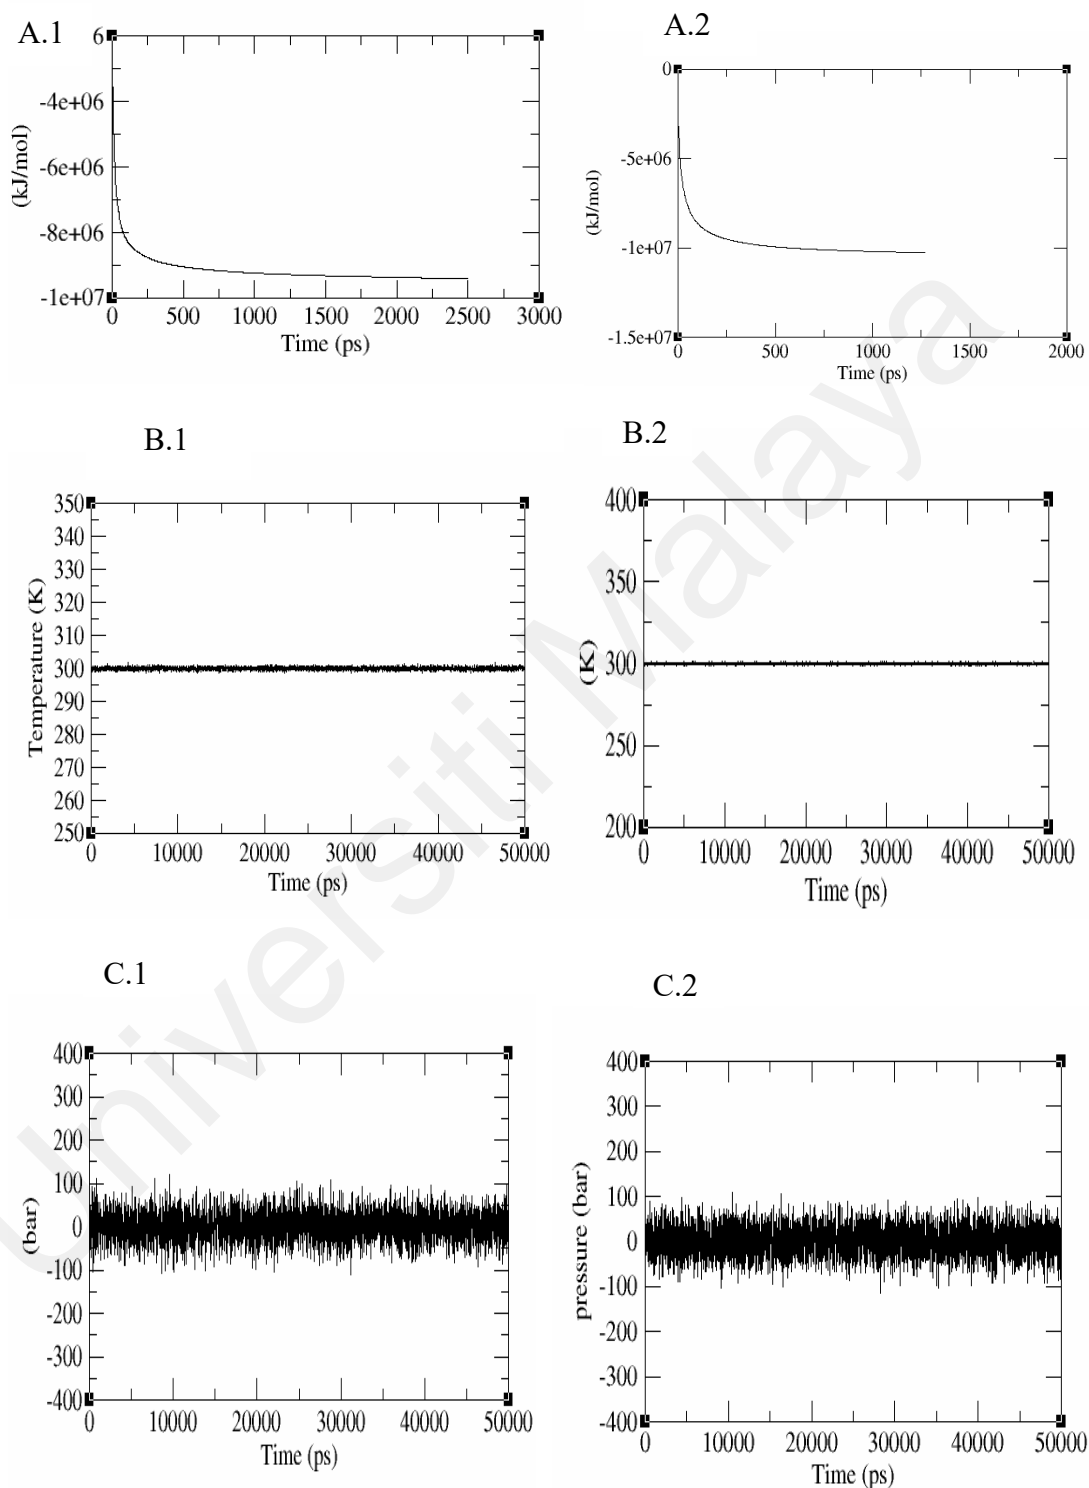 A.1
6
-4e+06
-6e+06
-8e+06
-1e+07
(kJ/mol)
0 500 1000 1500 2000 2500 3000
Time (ps)
A.2
0
-5e+06
-1e+07
-1.5e+07
(kJ/mol)
0 500 1000 1500 2000
Time (ps)
B.1
350
340
330
320
310
300
290
280
270
260
250
Temperature (K)
0 10000 20000 30000 40000 50000
Time (ps)
B.2
400
350
300
250
200
(K)
0 10000 20000 30000 40000 50000
Time (ps)
C.1
400
300
200
100
0
-100
-200
-300
-400
(bar)
0 10000 20000 30000 40000 50000
Time (ps)
C.2
400
300
200
100
0
-100
-200
-300
-400
pressure (bar)
0 10000 20000 30000 40000 50000
Time (ps)
Universiti Malaya